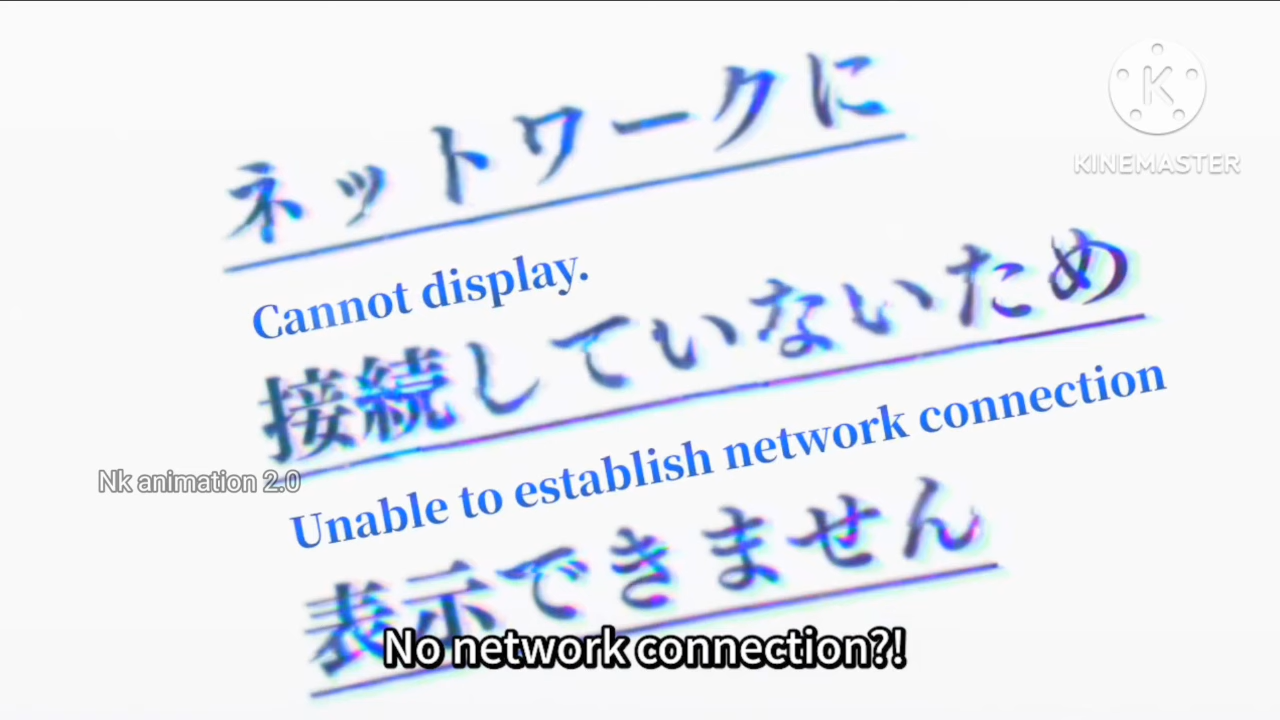 ネットワークに
KINEMASTER
Cannot display.
接続していないため
Unable to establish network connection
Nk animation 2.0
表示できません
No network connection?!